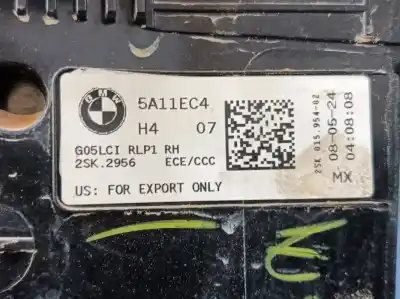 BMW
5A11EC4
H4 07
G05LCI RLP1 RH
2SK.2956 ECE/CCC
US: FOR EXPORT ONLY
2SK 015.954-02
08-05-24
04:08:08
MX